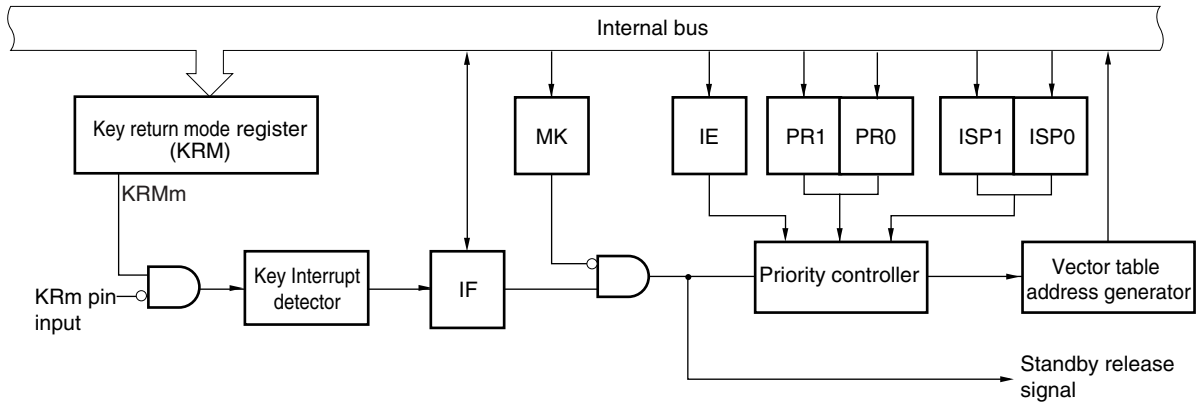 Internal bus
Key return mode register
(KRM)
MK
IE
PR1
PR0
ISP1
ISP0
KRMm
KRm pin
input
Key Interrupt
detector
IF
Priority controller
Vector table
address generator
Standby release
signal